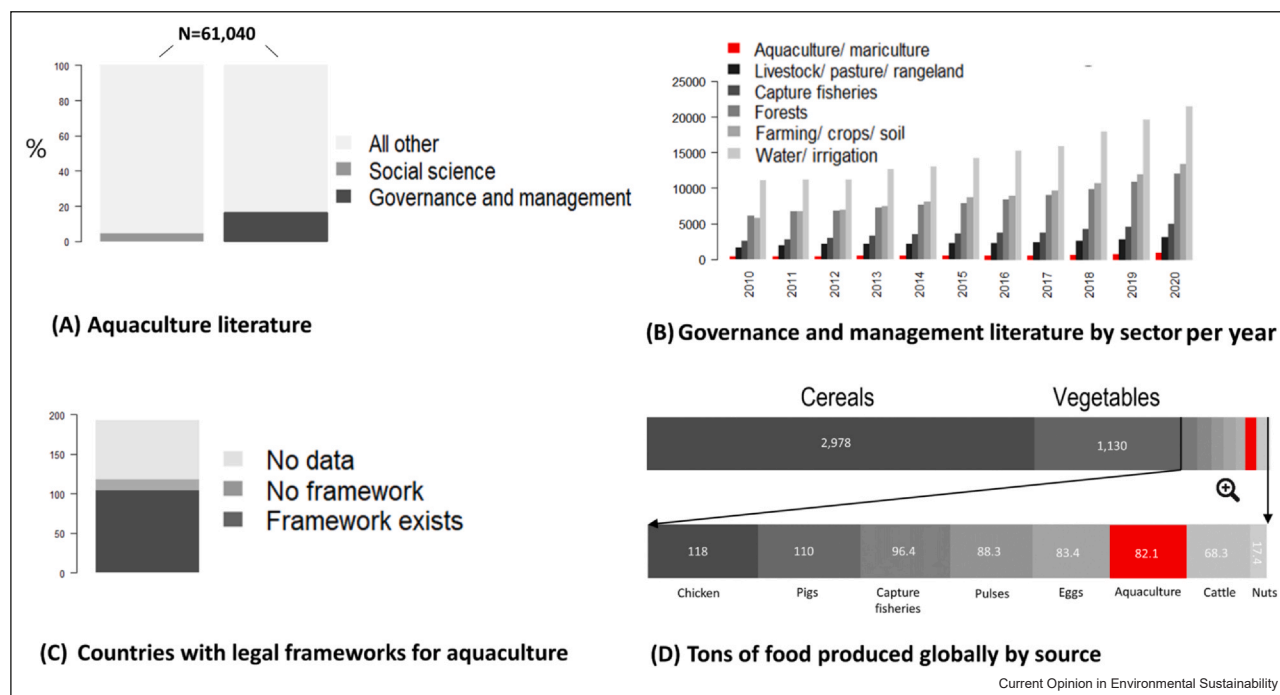 N=61,040
100
80
60
40
20
0
%
All other
Social science
Governance and management
(A) Aquaculture literature
Aquaculture/ mariculture
Livestock/ pasture/ rangeland
Capture fisheries
Forests
Farming/ crops/ soil
Water/ irrigation
25000
20000
15000
10000
5000
0
2010
2011
2012
2013
2014
2015
2016
2017
2018
2019
2020
(B) Governance and management literature by sector per year
200
150
100
50
0
No data
No framework
Framework exists
(C) Countries with legal frameworks for aquaculture
Cereals Vegetables
2,978 1,130
118 110 96.4 88.3 83.4 82.1 68.3 17.4
Chicken Pigs Capture fisheries Pulses Eggs Aquaculture Cattle Nuts
(D) Tons of food produced globally by source
Current Opinion in Environmental Sustainability